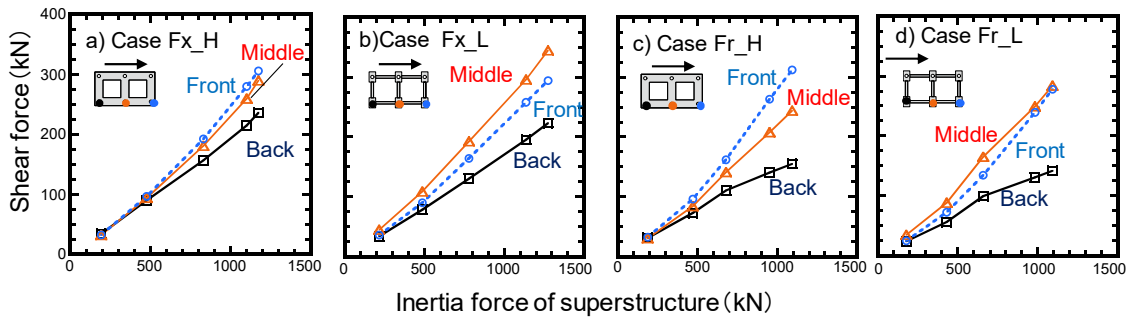 Shear force (kN)
400
300
200
100
0
a) Case Fx_H
Middle
Front
Back
0
500
1000
1500
b)Case Fx_L
Middle
Front
Back
0
500
1000
1500
c) Case Fr_H
Front
Middle
Back
0
500
1000
1500
d) Case Fr_L
Middle
Front
Back
0
500
1000
1500
Inertia force of superstructure (kN)